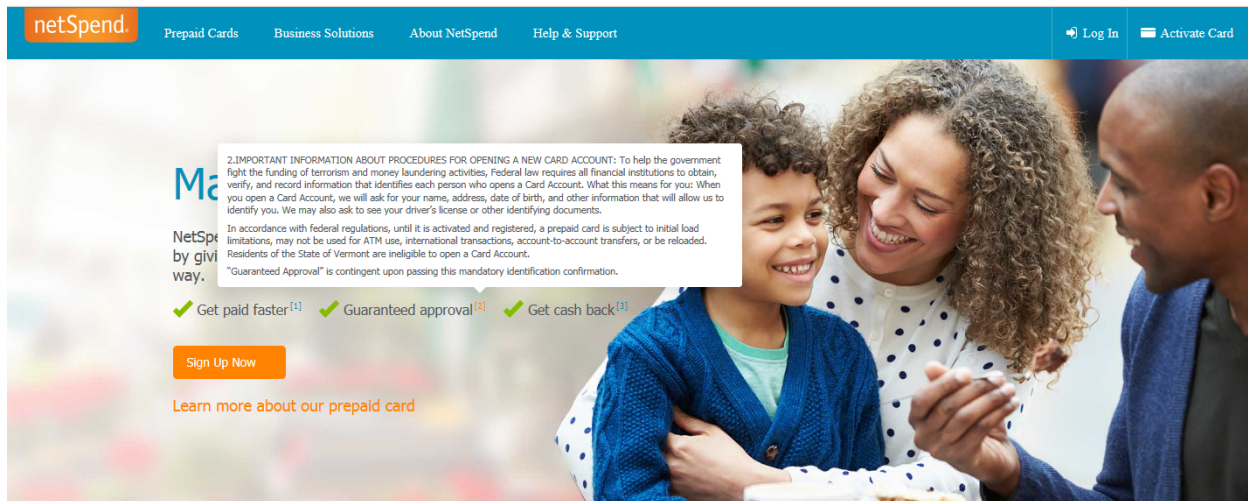 netSpend.
Prepaid Cards
Business Solutions
About NetSpend
Help & Support
Log In
Activate Card
2.IMPORTANT INFORMATION ABOUT PROCEDURES FOR OPENING A NEW CARD ACCOUNT: To help the government
fight the funding of terrorism and money laundering activities, Federal law requires all financial institutions to obtain,
verify, and record information that identifies each person who opens a Card Account. What this means for you: When
you open a Card Account, we will ask for your name, address, date of birth, and other information that will allow us to
identify you. We may also ask to see your driver's license or other identifying documents.
In accordance with federal regulations, until it is activated and registered, a prepaid card is subject to initial load
limitations, may not be used for ATM use, international transactions, account-to-account transfers, or be reloaded.
Residents of the State of Vermont are ineligible to open a Card Account.
"Guaranteed Approval" is contingent upon passing this mandatory identification confirmation.
by
way.
Get paid faster[1]
Guaranteed approval[2]
Get cash back[3]
Sign Up Now
Learn more about our prepaid card